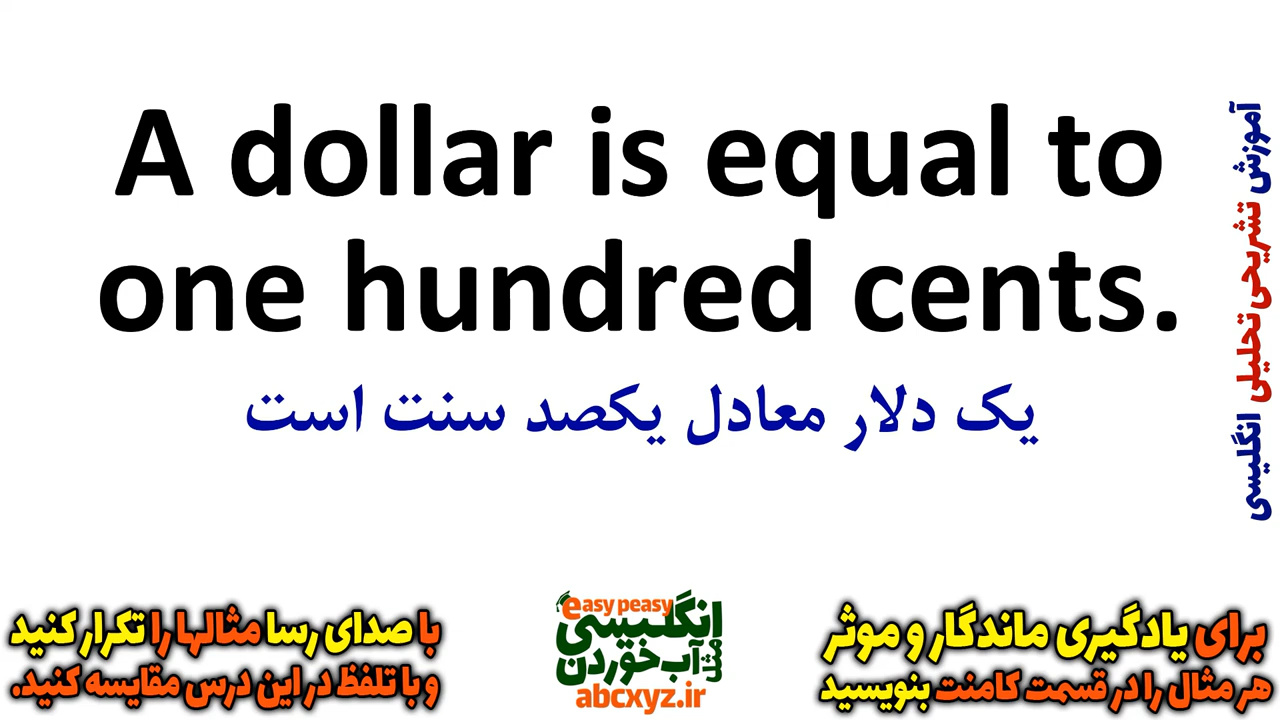 A dollar is equal to
one hundred cents.
یک دلار معادل یکصد سنت است
آموزش تشریحی تحلیلی انگلیسی
برای یادگیری ماندگار و موثر
هر مثال را در قسمت کامنت بنویسید
easy peasy
انگلیسی
مثل آب خوردن
abcxyz.ir
با صدای رسا مثالها را تکرار کنید
و با تلفظ در این درس مقایسه کنید.